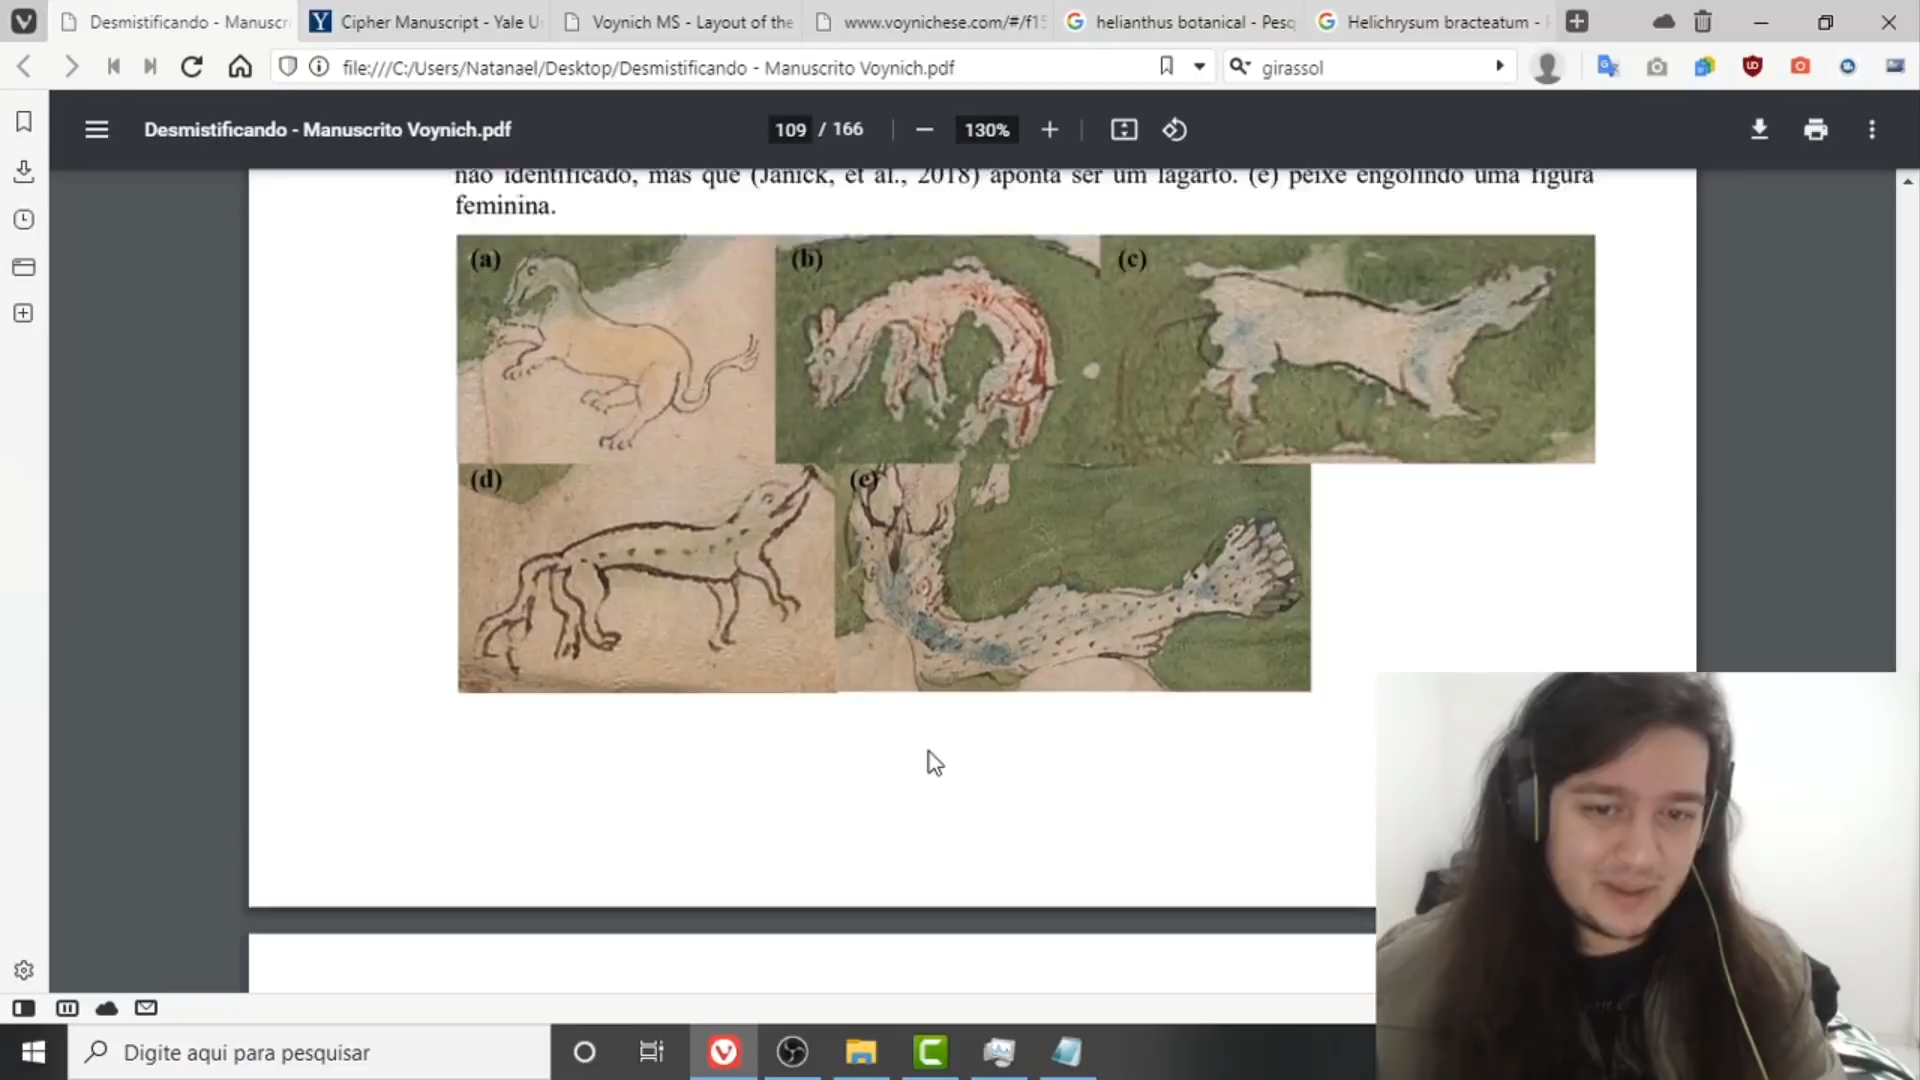 Desmistificando - Manuscri
Cipher Manuscript - Yale U
Voynich MS - Layout of the
www.voynichese.com/#/f15
helianthus botanical - Pesq
Helichrysum bracteatum -
file:///C:/Users/Natanael/Desktop/Desmistificando - Manuscrito Voynich.pdf
girassol
Desmistificando - Manuscrito Voynich.pdf
109 / 166
130%
não identificado, mas que (Janick, et al., 2018) aponta ser um lagarto. (e) peixe engolindo uma figura
feminina.
(a)
(b)
(c)
(d)
(e)
Digite aqui para pesquisar